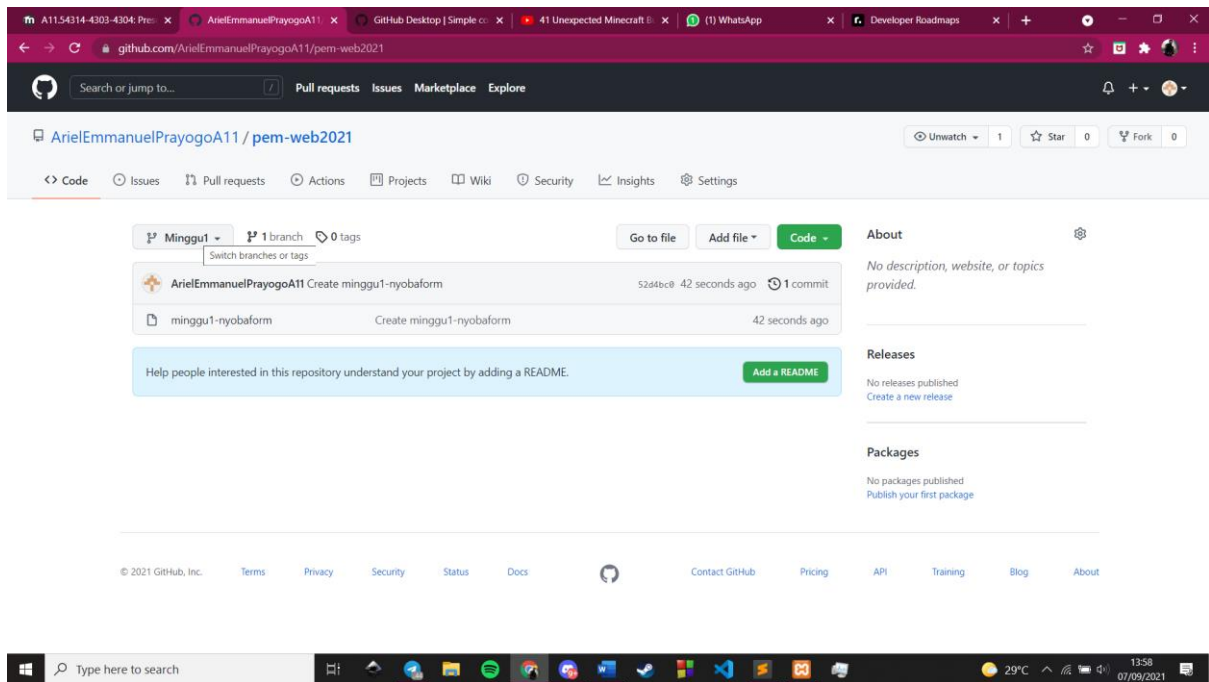 A11.54314-4303-4304: Pres
ArielEmmanuelPrayogoA11/
GitHub Desktop | Simple co
41 Unexpected Minecraft B
(1) WhatsApp
Developer Roadmaps
github.com/ArielEmmanuelPrayogoA11/pem-web2021
Search or jump to... / Pull requests Issues Marketplace Explore
ArielEmmanuelPrayogoA11 / pem-web2021 Unwatch 1 Star 0 Fork 0
Code Issues Pull requests Actions Projects Wiki Security Insights Settings
Minggu1 1 branch 0 tags Go to file Add file Code
Switch branches or tags
ArielEmmanuelPrayogoA11 Create minggu1-nyobaform 52d4bc0 42 seconds ago 1 commit
minggu1-nyobaform Create minggu1-nyobaform 42 seconds ago
Help people interested in this repository understand your project by adding a README. Add a README
About
No description, website, or topics
provided.
Releases
No releases published
Create a new release
Packages
No packages published
Publish your first package
© 2021 GitHub, Inc. Terms Privacy Security Status Docs Contact GitHub Pricing API Training Blog About
Type here to search 29°C 13:58
07/09/2021